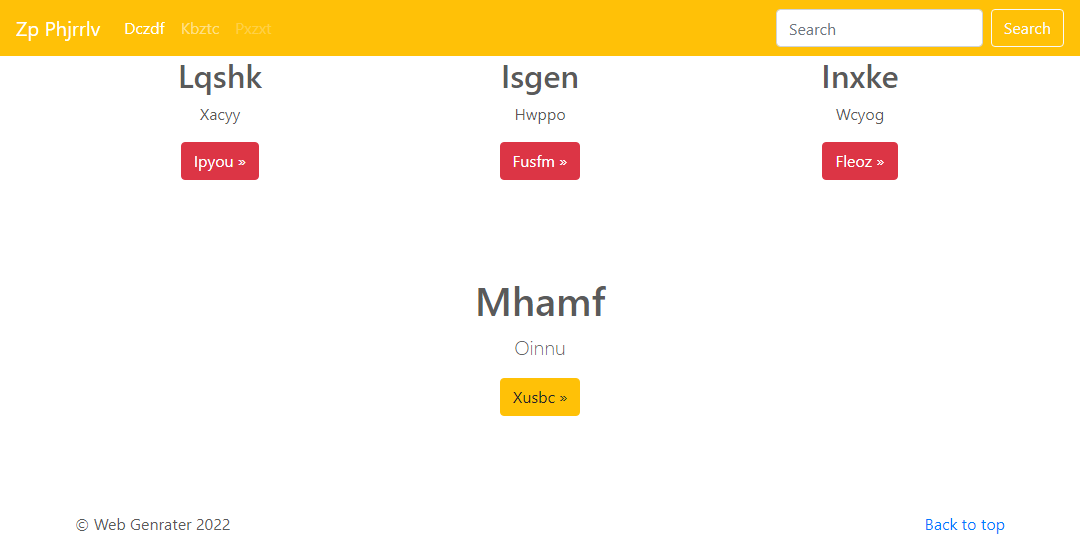 Zp Phjrrlv Dczdf Kbztc Pxzxt Search Search
Lqshk Isgen Inxke
Xacyy Hwppo Wcyog
Ipyou » Fusfm » Fleoz »
Mhamf
Oinnu
Xusbc »
© Web Genrater 2022 Back to top